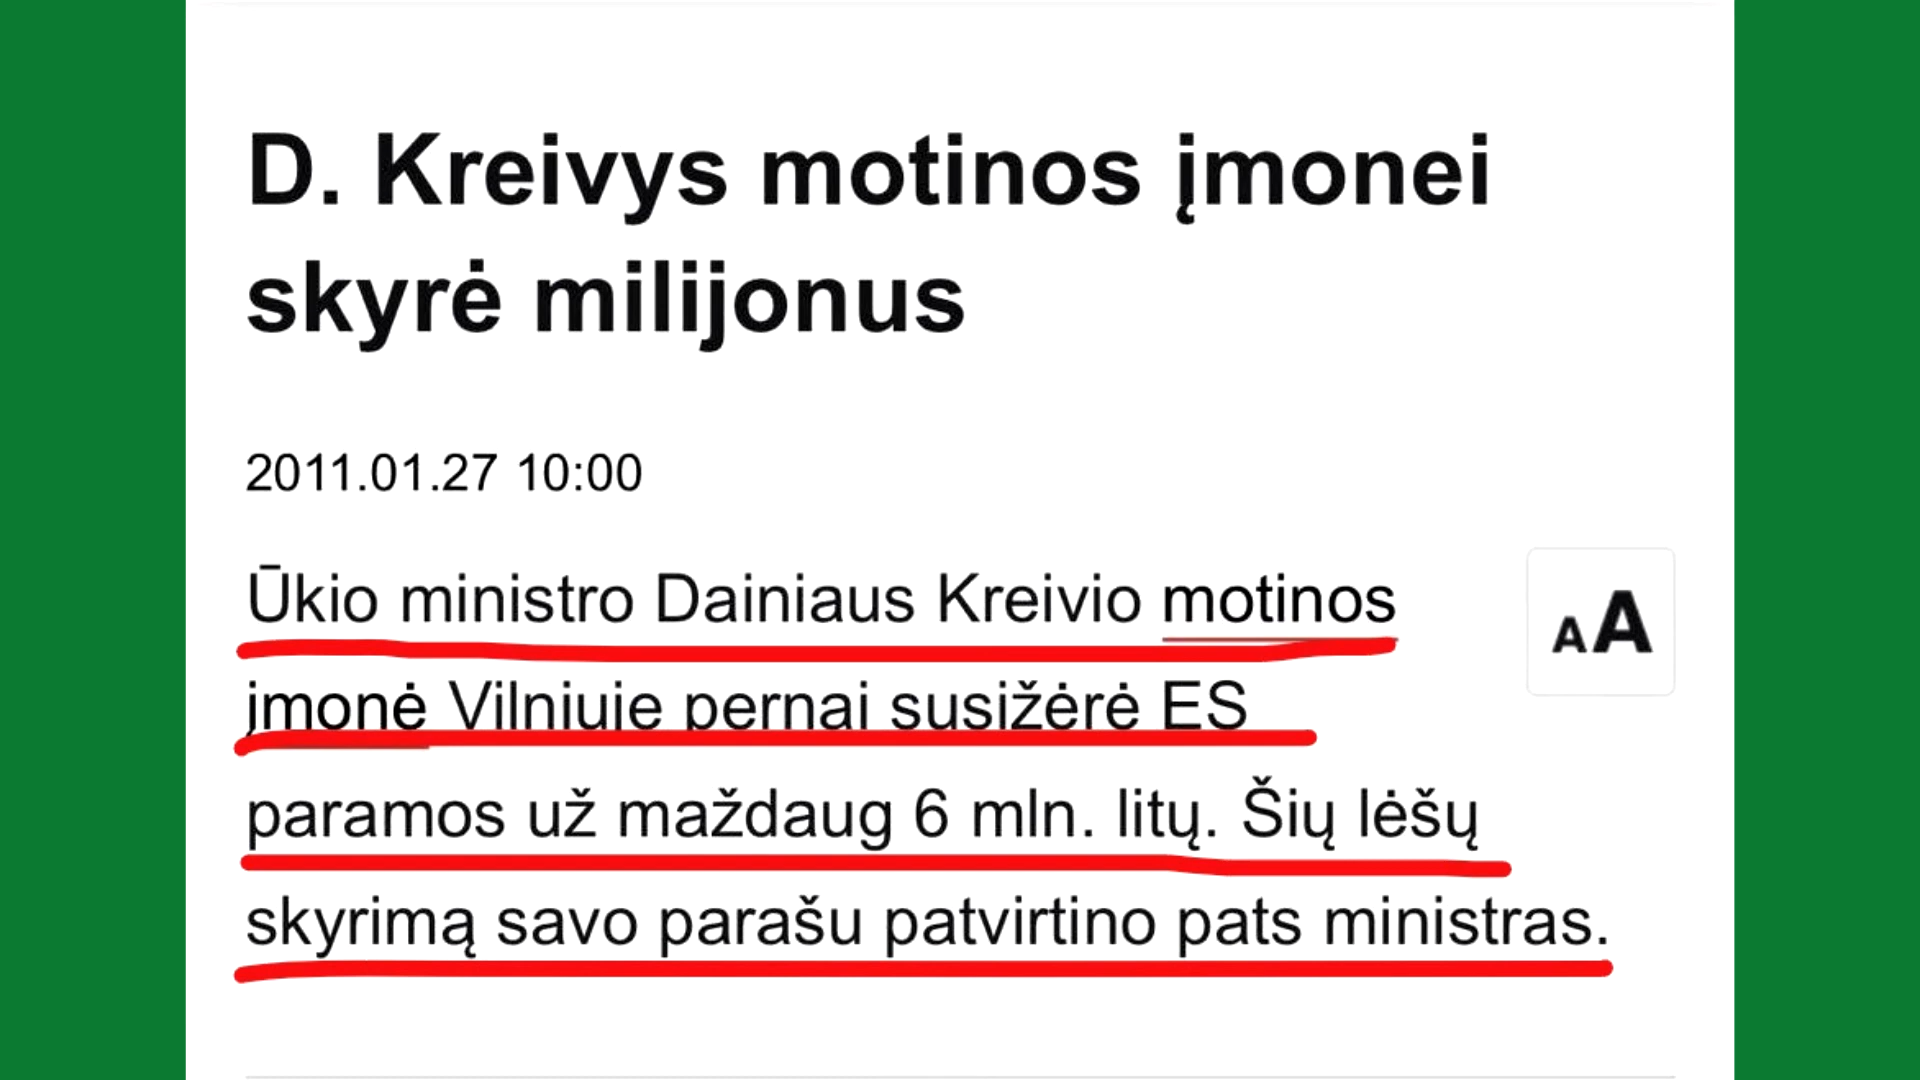 D. Kreivys motinos įmonei
skyrė milijonus
2011.01.27 10:00
Ūkio ministro Dainiaus Kreivio motinos
įmonė Vilniuje pernai susižėrė ES
paramos už maždaug 6 mln. litų. Šių lėšų
skyrimą savo parašu patvirtino pats ministras.
AA